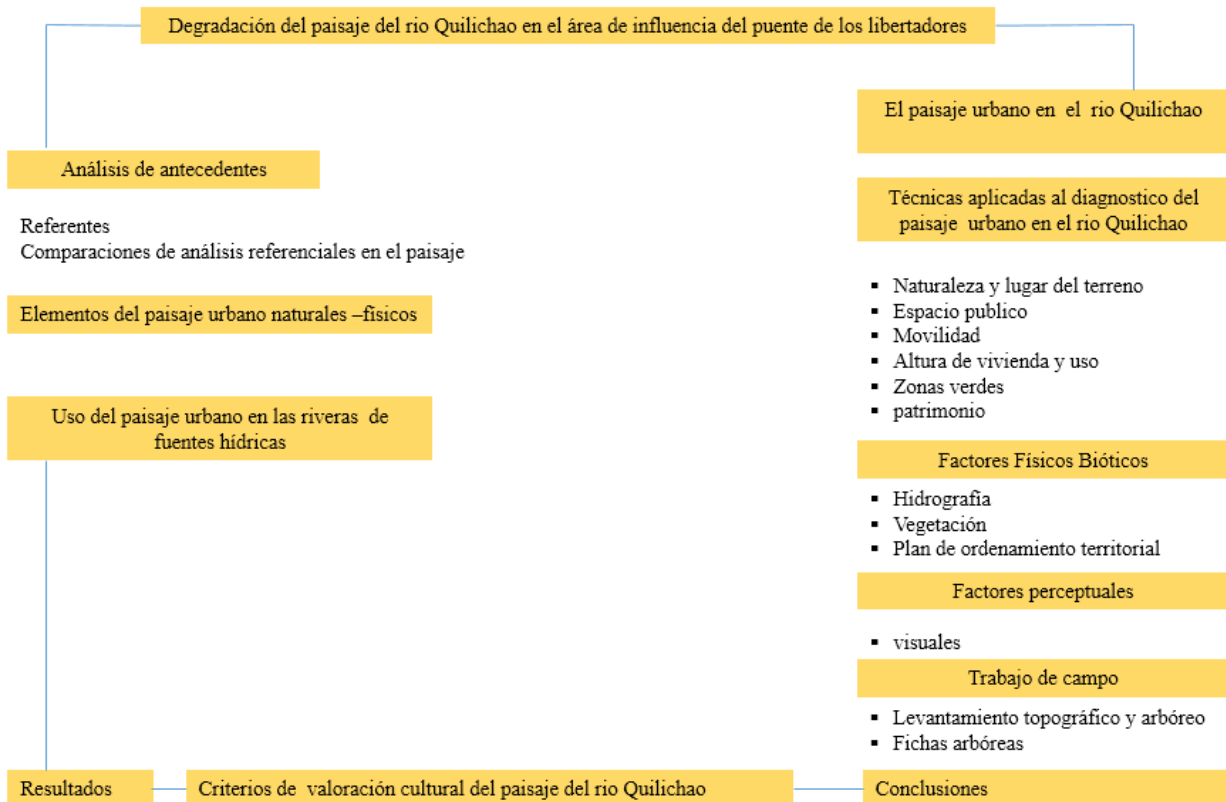 Degradación del paisaje del rio Quilichao en el área de influencia del puente de los libertadores
Análisis de antecedentes
Referentes
Comparaciones de análisis referenciales en el paisaje
Elementos del paisaje urbano naturales –físicos
Uso del paisaje urbano en las riveras de
fuentes hídricas
El paisaje urbano en el rio Quilichao
Técnicas aplicadas al diagnostico del
paisaje urbano en el rio Quilichao
▪ Naturaleza y lugar del terreno
▪ Espacio publico
▪ Movilidad
▪ Altura de vivienda y uso
▪ Zonas verdes
▪ patrimonio
Factores Físicos Bióticos
▪ Hidrografía
▪ Vegetación
▪ Plan de ordenamiento territorial
Factores perceptuales
▪ visuales
Trabajo de campo
▪ Levantamiento topográfico y arbóreo
▪ Fichas arbóreas
Resultados
Criterios de valoración cultural del paisaje del rio Quilichao
Conclusiones